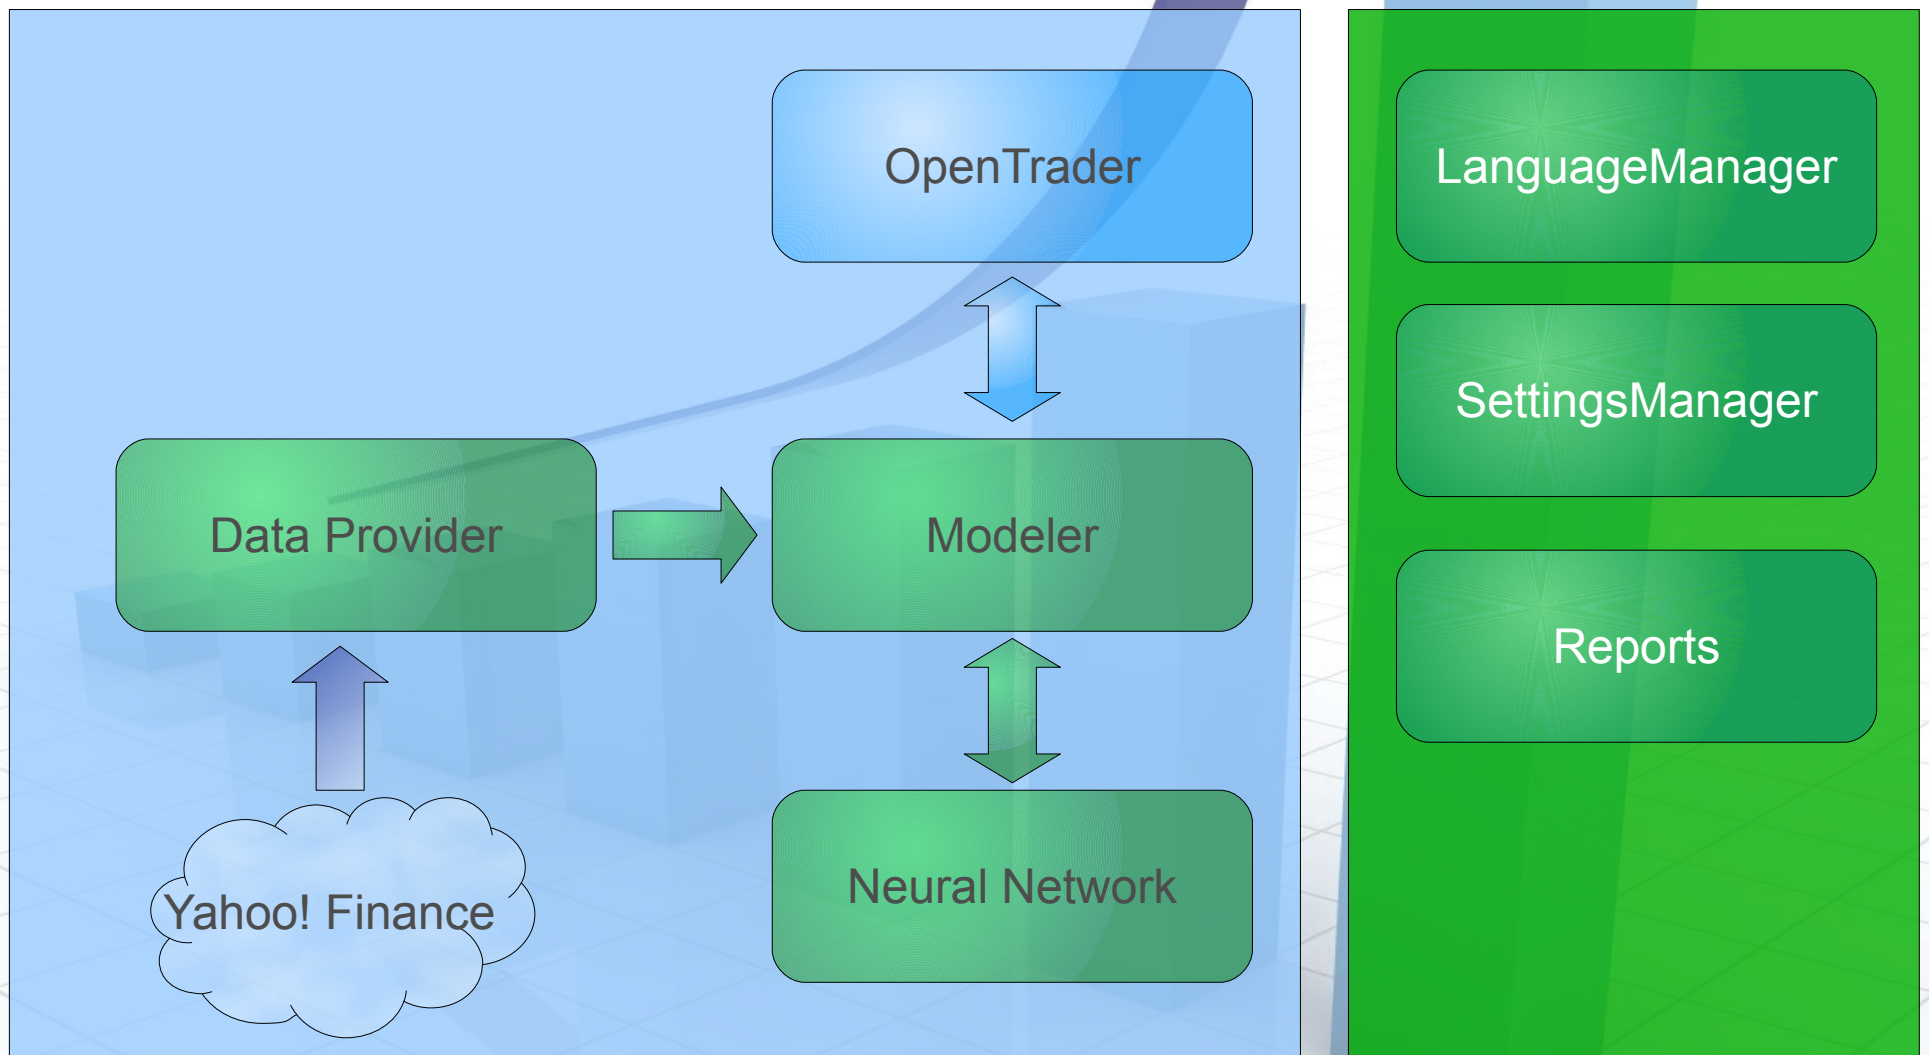 OpenTrader
LanguageManager
SettingsManager
Data Provider
Modeler
Reports
Neural Network
Yahoo! Finance